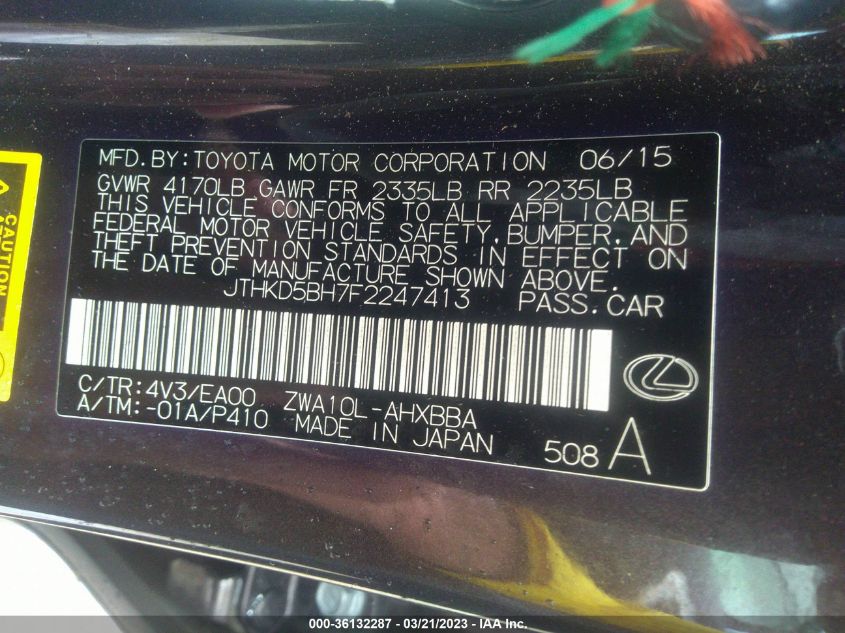 MFD.BY:TOYOTA MOTOR CORPORATION 06/15
GVWR 4170LB GAWR FR 2335LB RR 2235LB
THIS VEHICLE CONFORMS TO ALL APPLICABLE
FEDERAL MOTOR VEHICLE SAFETY,BUMPER,AND
THEFT PREVENTION STANDARDS IN EFFECT ON
THE DATE OF MANUFACTURE SHOWN ABOVE.
JTHKD5BH7F2247413 PASS.CAR
C/TR:4V3/EA00 ZWA10L-AHXBBA
A/TM:-01A/P410 MADE IN JAPAN
508 A
CAUTION
000-36132287 - 03/21/2023 - IAA Inc.